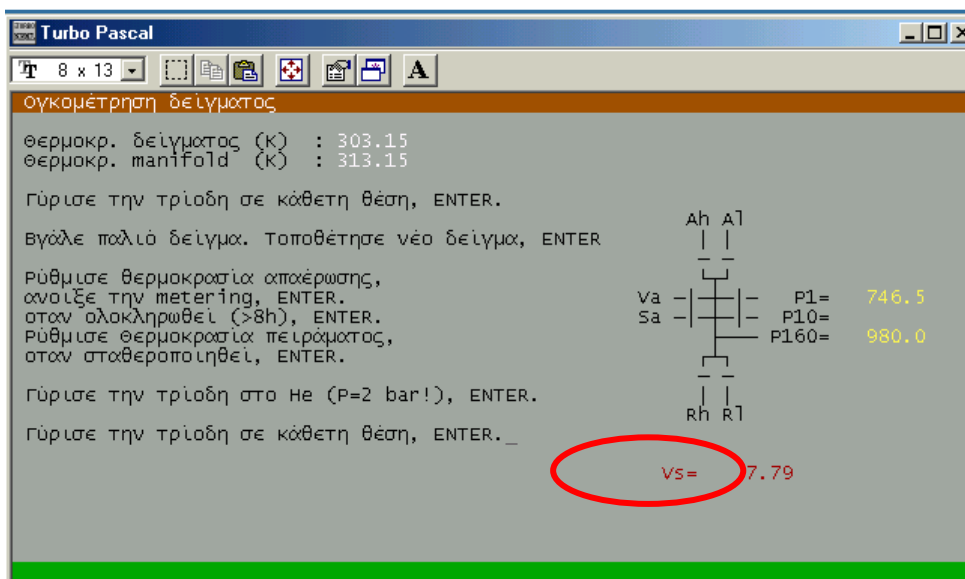 Turbo Pascal
8 x 13
A
Ογκομέτρηση δείγματος
Θερμοκρ. δείγματος (K) : 303.15
Θερμοκρ. manifold (K) : 313.15
Γύρισε την τρίοδη σε κάθετη θέση, ENTER.
Ah Al
Βγάλε παλιό δείγμα. Τοποθέτησε νέο δείγμα, ENTER
Ρύθμισε θερμοκρασία απαέρωσης,
ανοιξε την metering, ENTER.
Va P1= 746.5
οταν ολοκληρωθεί (>8h), ENTER.
Sa P10=
Ρύθμισε Θερμοκρασία πειράματος,
P160= 980.0
οταν σταθεροποιηθεί, ENTER.
Γύρισε την τρίοδη στο He (P=2 bar!), ENTER.
Rh Rl
Γύρισε την τρίοδη σε κάθετη θέση, ENTER._
Vs= 7.79